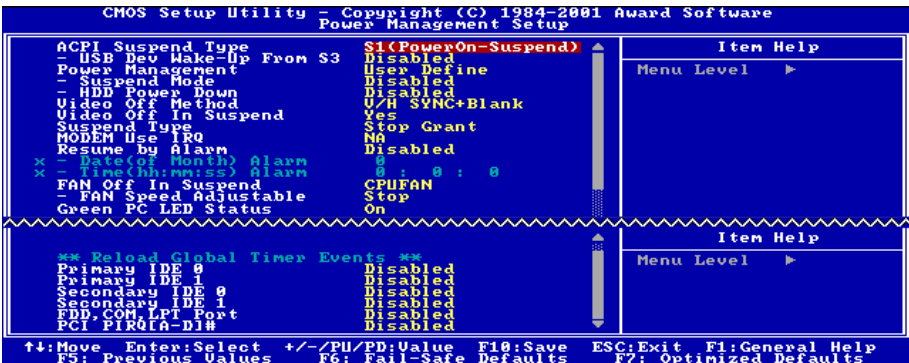 CMOS Setup Utility - Copyright (C) 1984-2001 Award Software
Power Management Setup
ACPI Suspend Type S1(PowerOn-Suspend) Item Help
- USB Dev Wake-Up From S3 Disabled
Power Management User Define Menu Level
- Suspend Mode Disabled
- HDD Power Down Disabled
Video Off Method V/H SYNC+Blank
Video Off In Suspend Yes
Suspend Type Stop Grant
MODEM Use IRQ NA
Resume by Alarm Disabled
x - Date(of Month) Alarm 0
x - Time(hh:mm:ss) Alarm 0 : 0 : 0
FAN Off In Suspend CPUFAN
- FAN Speed Adjustable Stop
Green PC LED Status On
Item Help
** Reload Global Timer Events ** Menu Level
Primary IDE 0 Disabled
Primary IDE 1 Disabled
Secondary IDE 0 Disabled
Secondary IDE 1 Disabled
FDD,COM,LPT Port Disabled
PCI PIRQ[A-D]# Disabled
↑↓:Move Enter:Select +/-/PU/PD:Value F10:Save ESC:Exit F1:General Help
F5: Previous Values F6: Fail-Safe Defaults F7: Optimized Defaults